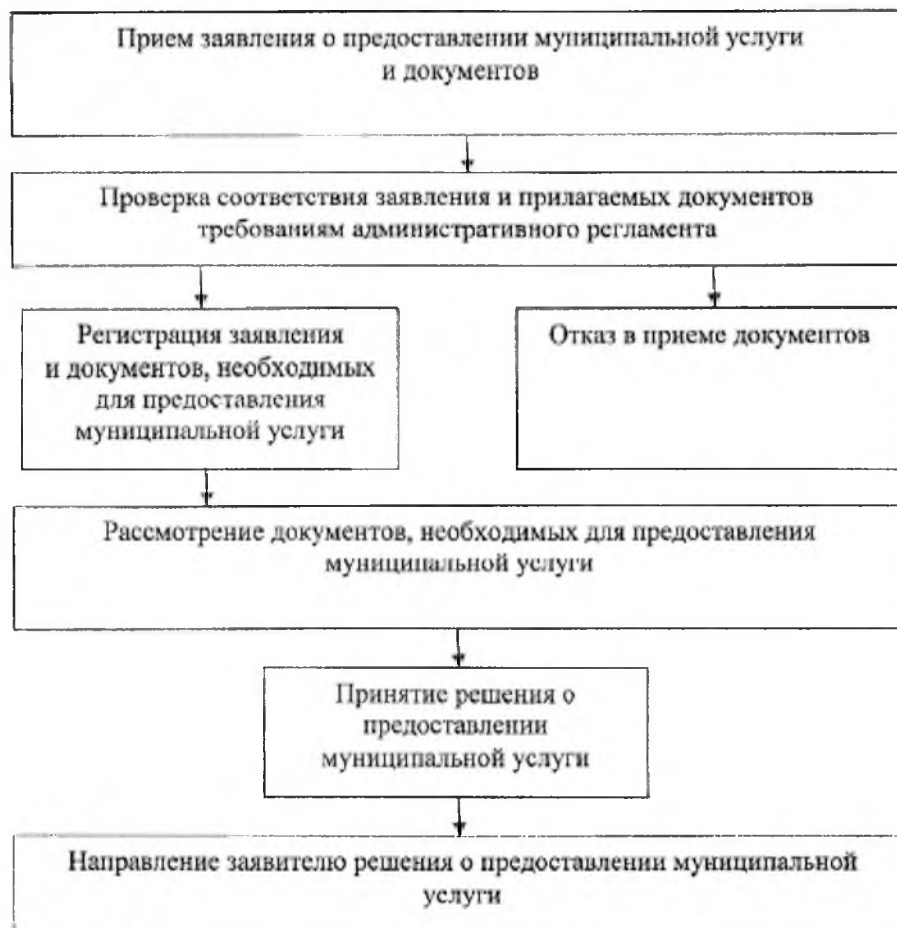 Прием заявления о предоставлении муниципальной услуги
и документов
Проверка соответствия заявления и прилагаемых документов
требованиям административного регламента
Регистрация заявления
и документов, необходимых
для предоставления
муниципальной услуги
Отказ в приеме документов
Рассмотрение документов, необходимых для предоставления
муниципальной услуги
Принятие решения о
предоставлении
муниципальной услуги
Направление заявителю решения о предоставлении муниципальной
услуги